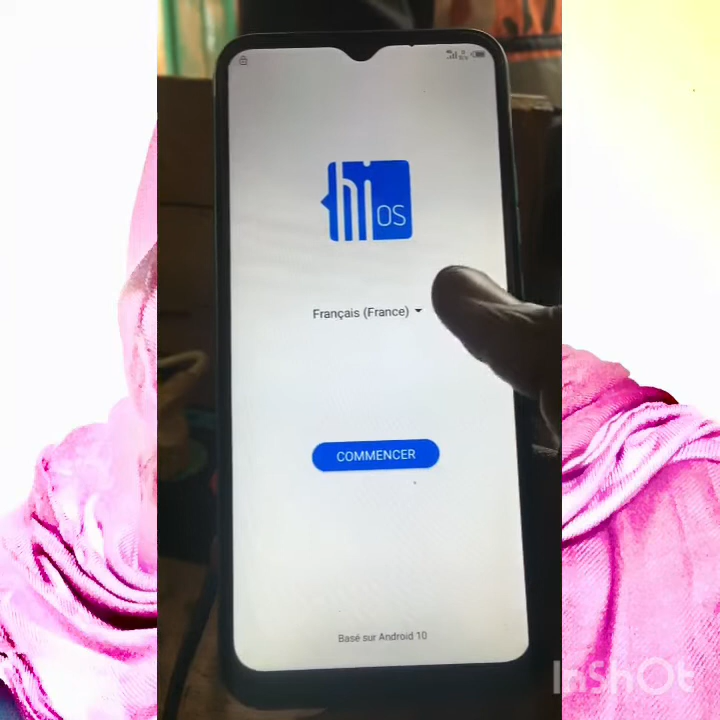 hi OS
Français (France)
COMMENCER
Basé sur Android 10
InShOt